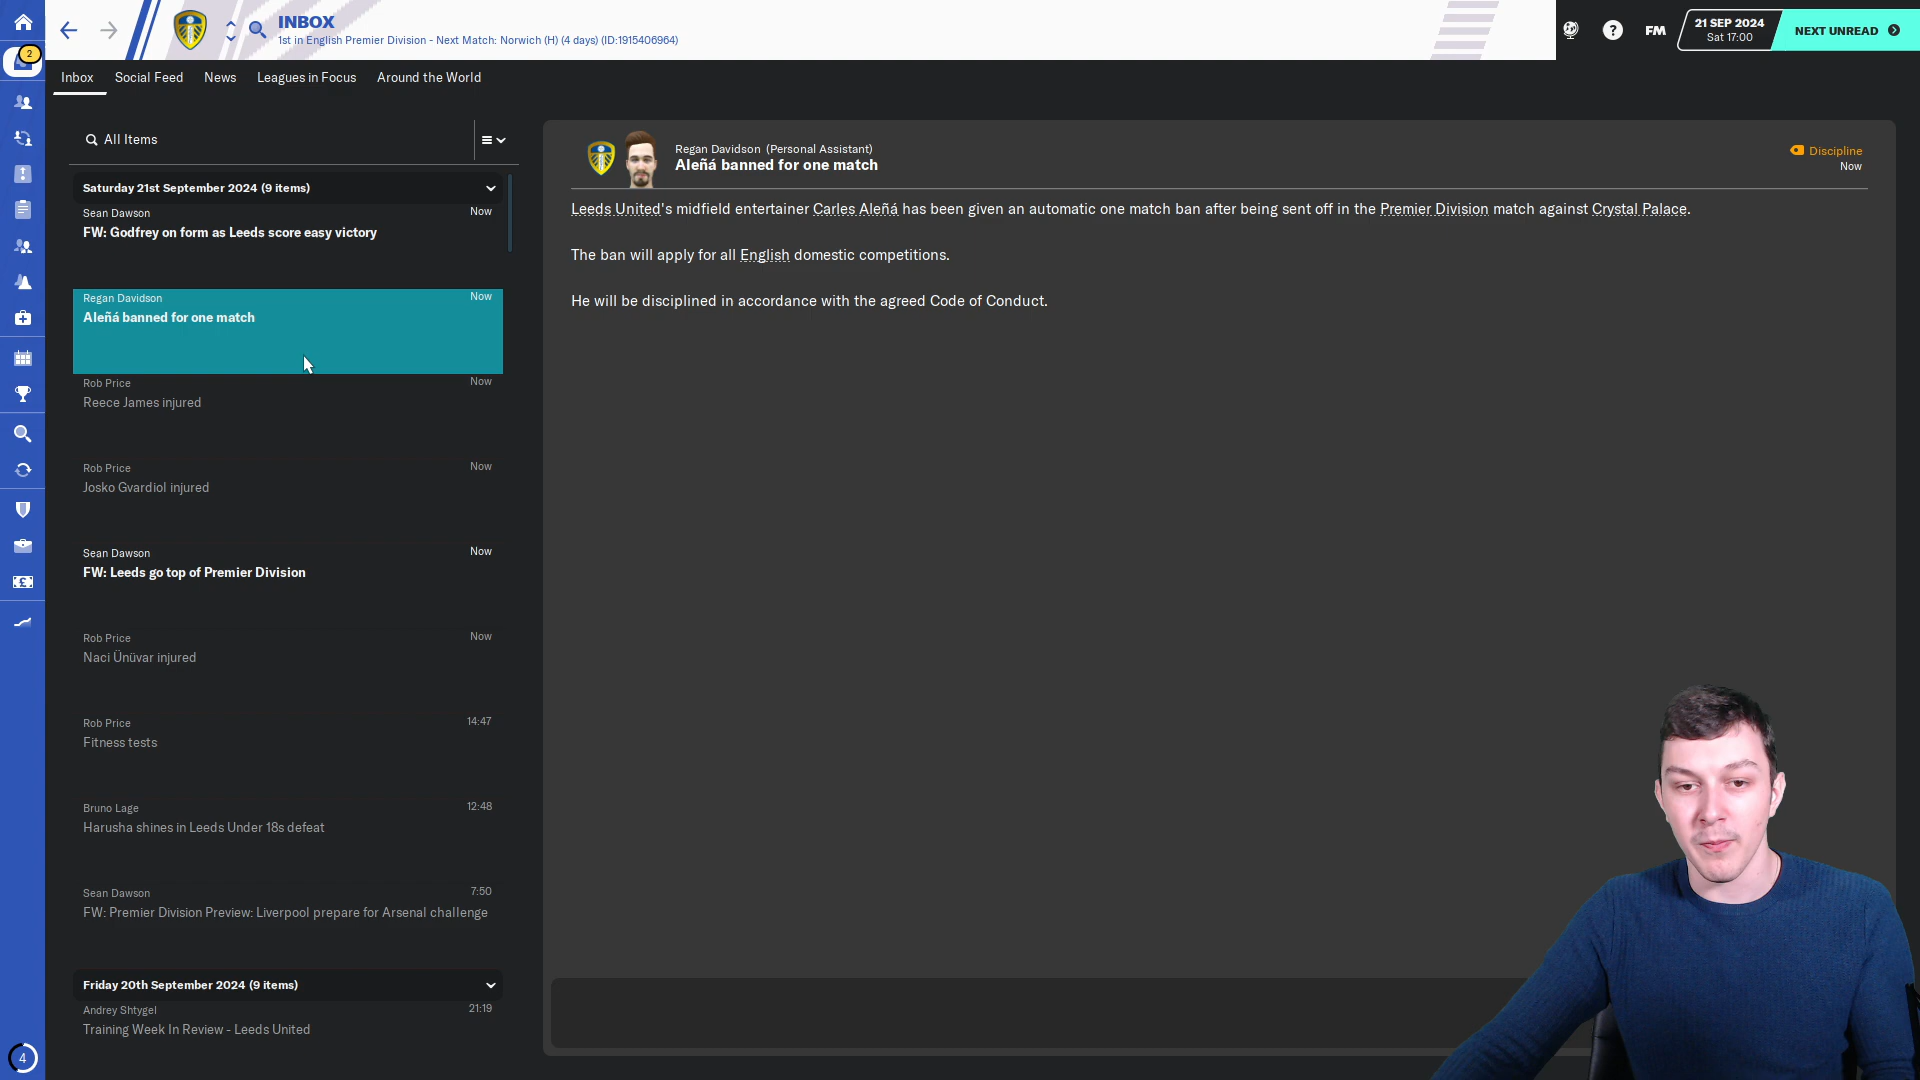 2
INBOX
1st in English Premier Division - Next Match: Norwich (H) (4 days) (ID:1915406964)
?
FM
21 SEP 2024
Sat 17:00
NEXT UNREAD
Inbox
Social Feed
News
Leagues in Focus
Around the World
All Items
Saturday 21st September 2024 (9 items)
Sean Dawson
Now
FW: Godfrey on form as Leeds score easy victory
Regan Davidson
Now
Aleñá banned for one match
Rob Price
Now
Reece James injured
Rob Price
Now
Josko Gvardiol injured
Sean Dawson
Now
FW: Leeds go top of Premier Division
Rob Price
Now
Naci Ünüvar injured
Rob Price
14:47
Fitness tests
Bruno Lage
12:48
Harusha shines in Leeds Under 18s defeat
Sean Dawson
7:50
FW: Premier Division Preview: Liverpool prepare for Arsenal challenge
Friday 20th September 2024 (9 items)
Andrey Shtygel
21:19
Training Week In Review - Leeds United
4
Regan Davidson (Personal Assistant)
Aleñá banned for one match
Discipline
Now
Leeds United's midfield entertainer Carles Aleñá has been given an automatic one match ban after being sent off in the Premier Division match against Crystal Palace.
The ban will apply for all English domestic competitions.
He will be disciplined in accordance with the agreed Code of Conduct.